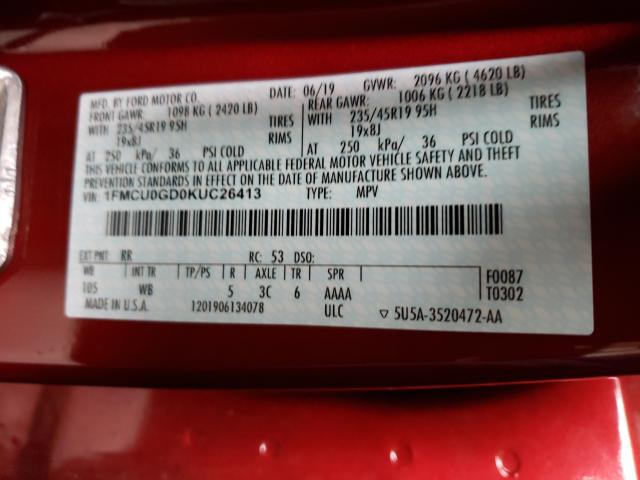 MFD. BY FORD MOTOR CO. DATE: 06/19 GVWR: 2096 KG ( 4620 LB)
FRONT GAWR: 1098 KG ( 2420 LB) REAR GAWR: 1006 KG ( 2218 LB)
WITH 235/45R19 95H TIRES WITH 235/45R19 95H TIRES
19x8J RIMS 19x8J RIMS
AT 250 kPa/ 36 PSI COLD AT 250 kPa/ 36 PSI COLD
THIS VEHICLE CONFORMS TO ALL APPLICABLE FEDERAL MOTOR VEHICLE SAFETY AND THEFT
PREVENTION STANDARDS IN EFFECT ON THE DATE OF MANUFACTURE SHOWN ABOVE.
VIN: 1FMCU0GD0KUC26413 TYPE: MPV
EXT PNT: RR RC: 53 DSO:
WB INT TR TP/PS R AXLE TR SPR F0087
105 WB 5 3C 6 AAAA T0302
MADE IN U.S.A. 1201906134078 ULC ▽ 5U5A-3520472-AA